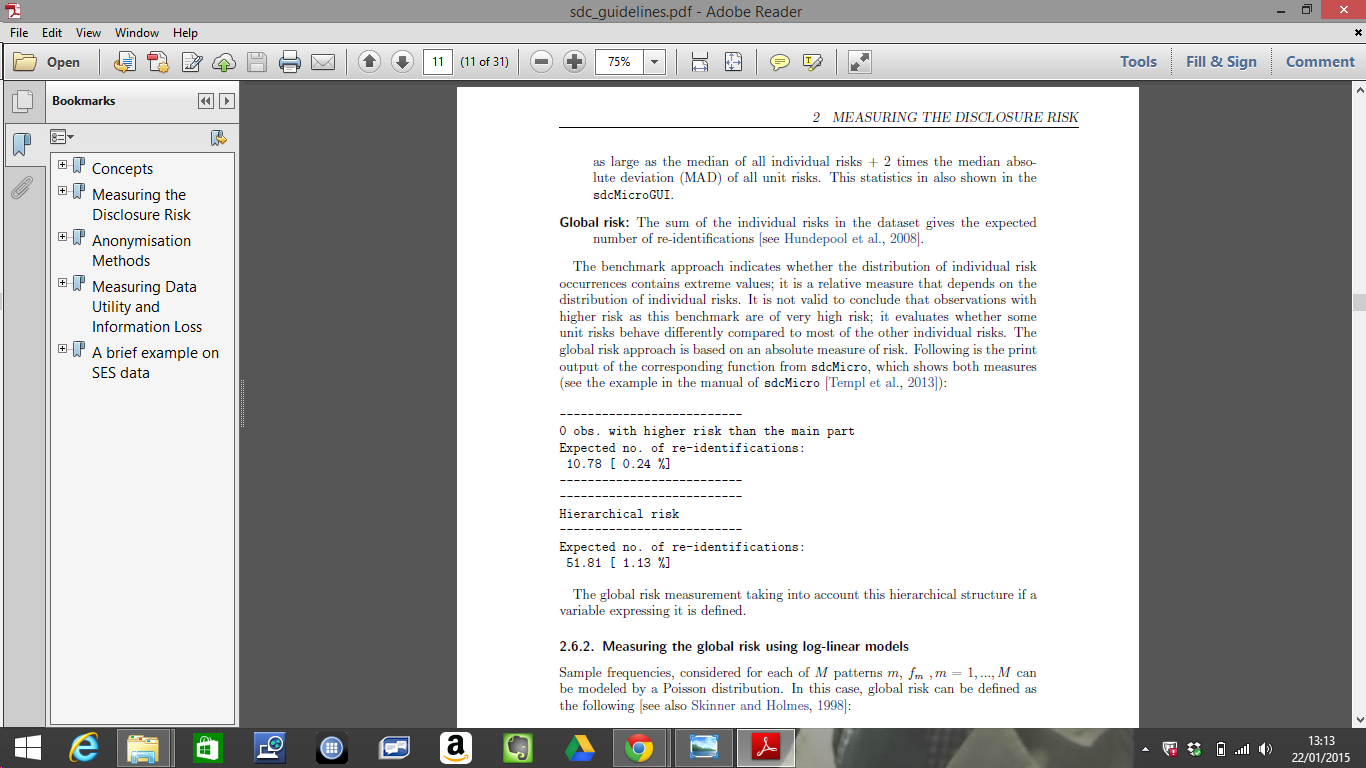 sdc_guidelines.pdf - Adobe Reader
File Edit View Window Help
Open
11
(11 of 31)
75%
Tools
Fill & Sign
Comment
Bookmarks
Concepts
Measuring the
Disclosure Risk
Anonymisation
Methods
Measuring Data
Utility and
Information Loss
A brief example on
SES data
2 MEASURING THE DISCLOSURE RISK
as large as the median of all individual risks + 2 times the median abso-
lute deviation (MAD) of all unit risks. This statistics in also shown in the
sdcMicroGUI.
Global risk: The sum of the individual risks in the dataset gives the expected
number of re-identifications [see Hundepool et al., 2008].
The benchmark approach indicates whether the distribution of individual risk
occurrences contains extreme values; it is a relative measure that depends on the
distribution of individual risks. It is not valid to conclude that observations with
higher risk as this benchmark are of very high risk; it evaluates whether some
unit risks behave differently compared to most of the other individual risks. The
global risk approach is based on an absolute measure of risk. Following is the print
output of the corresponding function from sdcMicro, which shows both measures
(see the example in the manual of sdcMicro [Templ et al., 2013]):
--------------------------
0 obs. with higher risk than the main part
Expected no. of re-identifications:
10.78 [ 0.24 %]
--------------------------
--------------------------
Hierarchical risk
--------------------------
Expected no. of re-identifications:
51.81 [ 1.13 %]
The global risk measurement taking into account this hierarchical structure if a
variable expressing it is defined.
2.6.2. Measuring the global risk using log-linear models
Sample frequencies, considered for each of M patterns m, fₘ , m = 1, ..., M can
be modeled by a Poisson distribution. In this case, global risk can be defined as
the following [see also Skinner and Holmes, 1998]:
13:13
22/01/2015